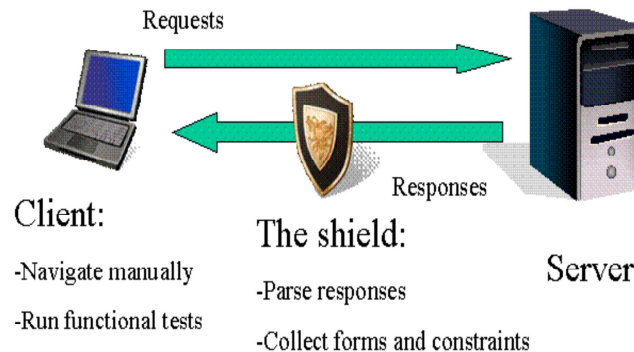 Requests
Responses
Client:
-Navigate manually
-Run functional tests
The shield:
-Parse responses
-Collect forms and constraints
Server